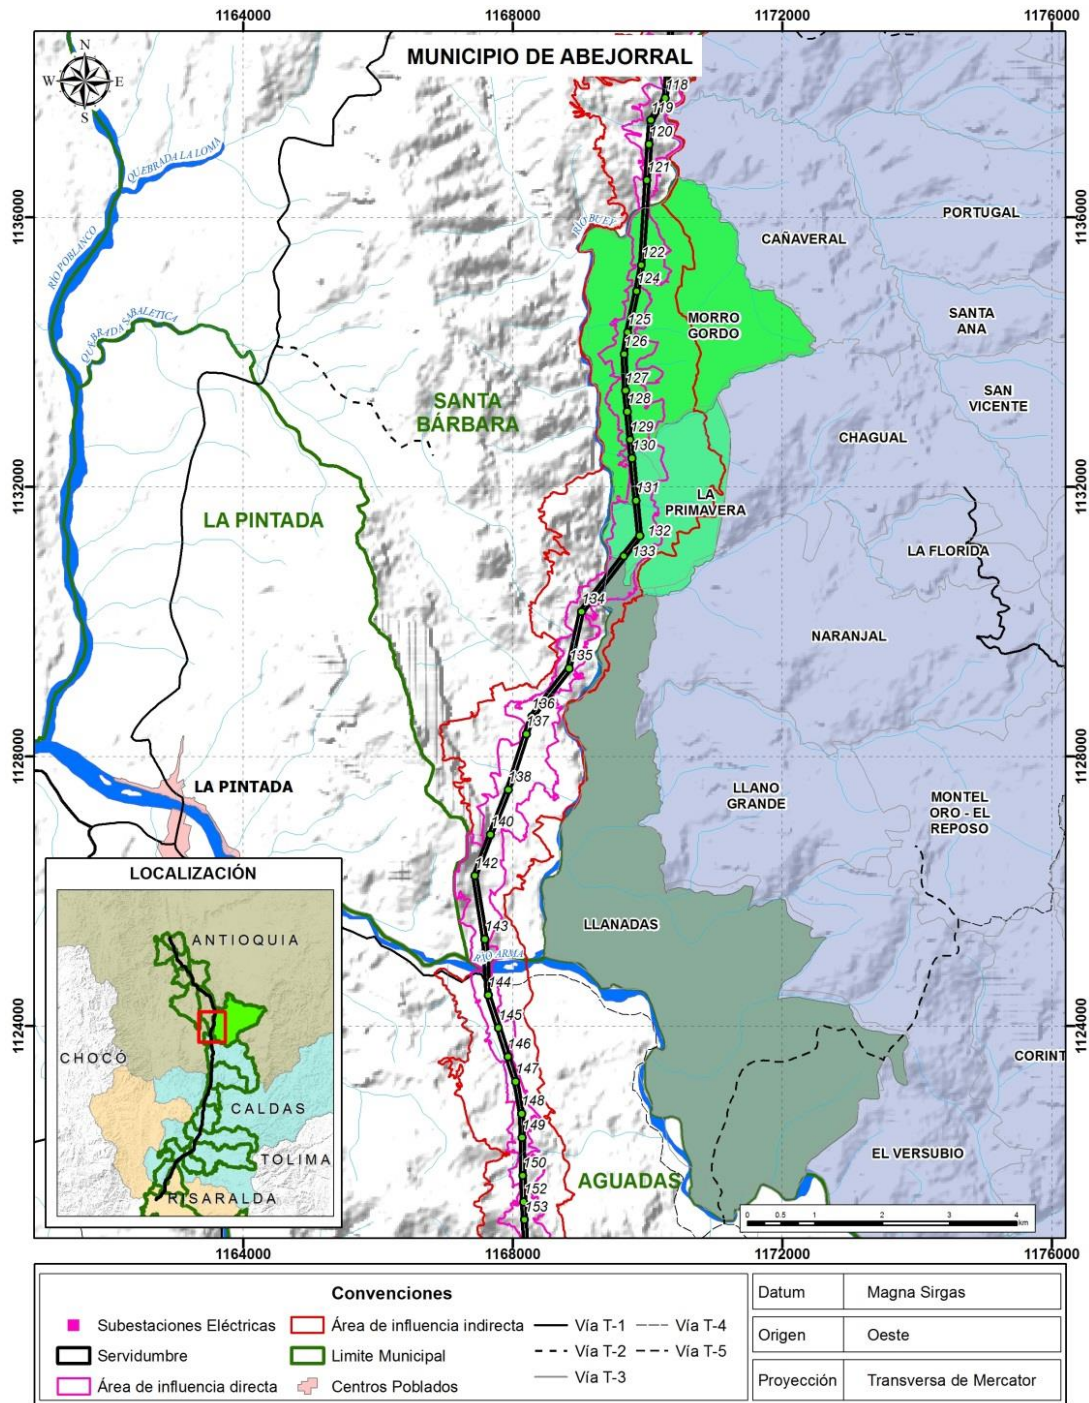 1164000
1168000
1172000
1176000
MUNICIPIO DE ABEJORRAL
N
W
E
S
118
119
120
121
QUEBRADA LA LOMA
1136000
1136000
PORTUGAL
RÍO BUEY
CAÑAVERAL
RÍO POBLANCO
122
124
SANTA
ANA
QUEBRADA SABALETICA
125
MORRO
GORDO
126
127
SAN
VICENTE
SANTA
BÁRBARA
128
129
CHAGUAL
130
1132000
1132000
131
LA
PRIMAVERA
LA PINTADA
132
133
LA FLORIDA
134
NARANJAL
135
136
137
1128000
1128000
138
LA PINTADA
LLANO
GRANDE
MONTEL
ORO - EL
REPOSO
140
142
LOCALIZACIÓN
143
LLANADAS
ANTIOQUIA
RÍO ARMA
144
145
1124000
1124000
146
CHOCÓ
CORINT
147
CALDAS
148
149
TOLIMA
EL VERSUBIO
150
AGUADAS
RISARALDA
152
153
0 0.5 1 2 3 4
km
1164000
1168000
1172000
1176000
Convenciones
Subestaciones Eléctricas
Servidumbre
Área de influencia directa
Área de influencia indirecta
Limite Municipal
Centros Poblados
Vía T-1
Vía T-2
Vía T-3
Vía T-4
Vía T-5
Datum Magna Sirgas
Origen Oeste
Proyección Transversa de Mercator